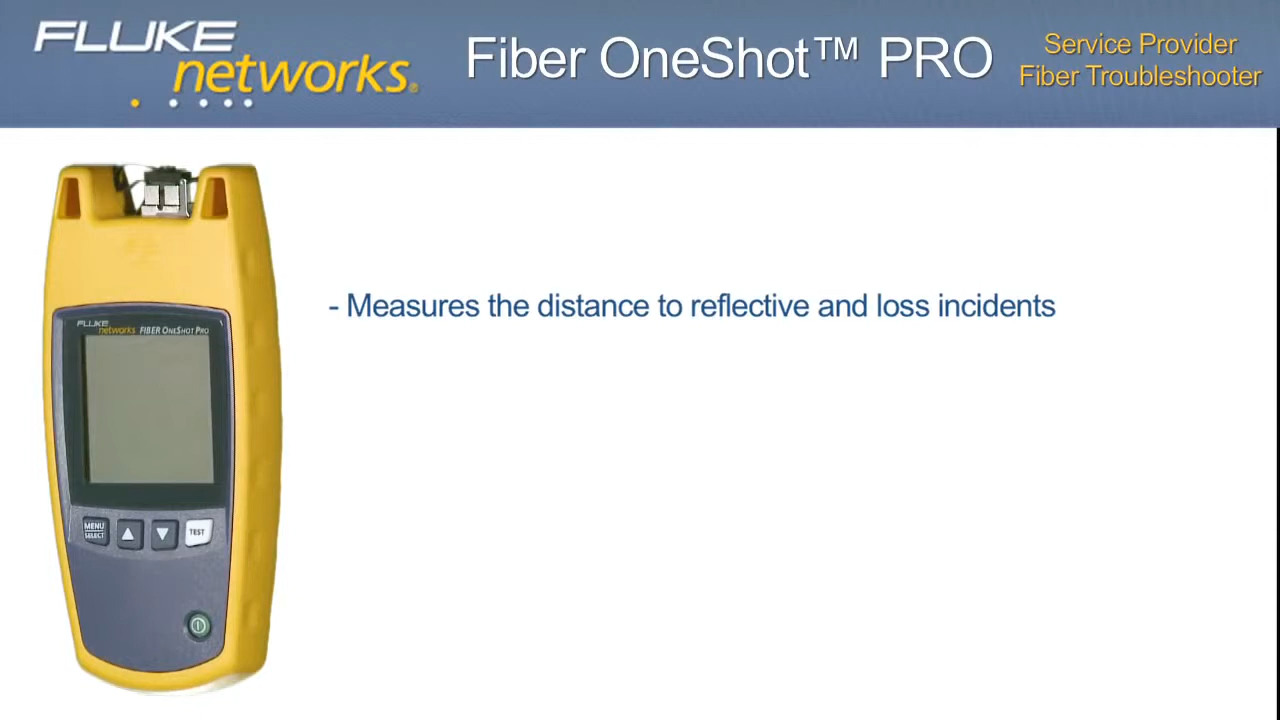 FLUKE
networks®
Fiber OneShot™ PRO
Service Provider
Fiber Troubleshooter
- Measures the distance to reflective and loss incidents
FLUKE
networks FIBER ONESHOT PRO
MENU
SELECT
TEST